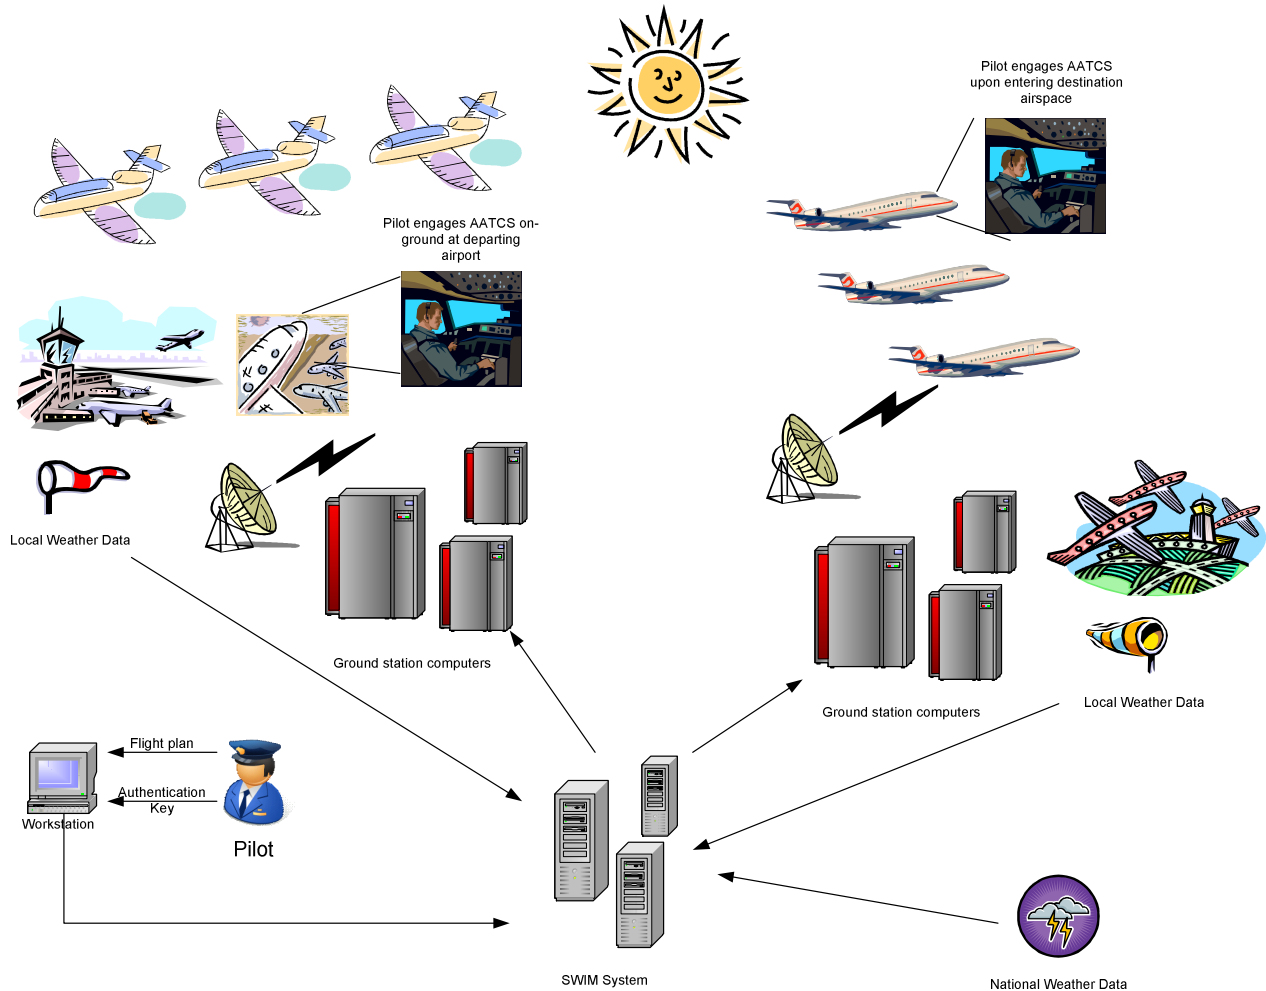 Pilot engages AATCS
upon entering destination
airspace
Pilot engages AATCS on-
ground at departing
airport
Local Weather Data
Ground station computers
Local Weather Data
Ground station computers
Flight plan
Authentication
Key
Workstation
Pilot
SWIM System
National Weather Data